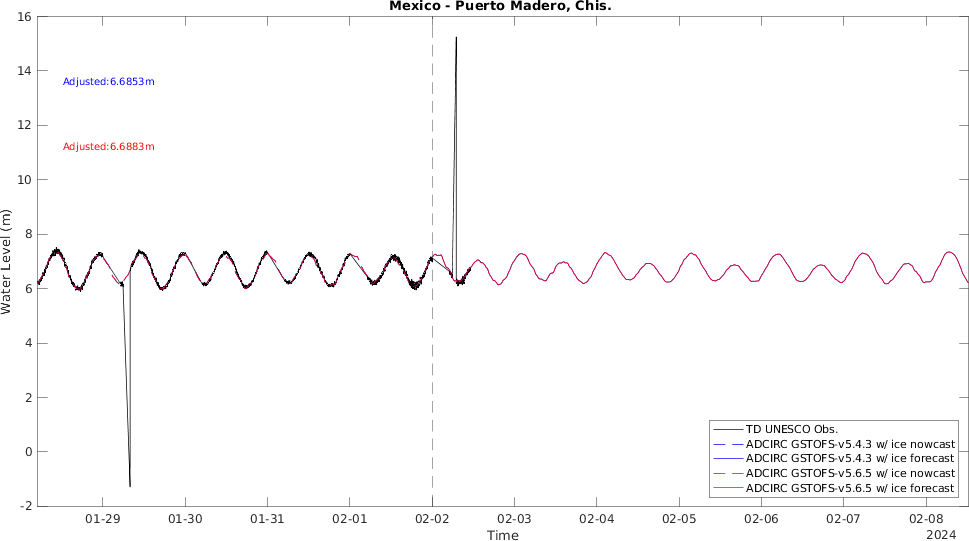 Mexico - Puerto Madero, Chis.
16
14
12
10
8
6
4
2
0
-2
Water Level (m)
Adjusted:6.6853m
Adjusted:6.6883m
TD UNESCO Obs.
ADCIRC GSTOFS-v5.4.3 w/ ice nowcast
ADCIRC GSTOFS-v5.4.3 w/ ice forecast
ADCIRC GSTOFS-v5.6.5 w/ ice nowcast
ADCIRC GSTOFS-v5.6.5 w/ ice forecast
01-29 01-30 01-31 02-01 02-02 02-03 02-04 02-05 02-06 02-07 02-08
2024
Time